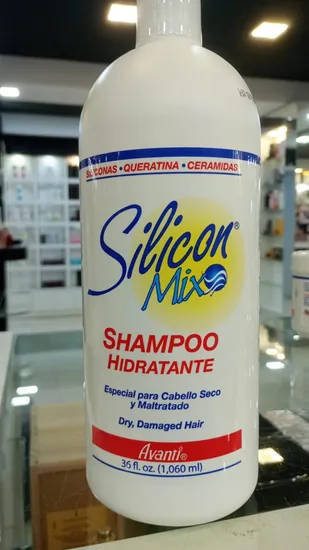 SILICONAS • QUERATINA • CERAMIDAS
Silicon®
Mix
SHAMPOO
HIDRATANTE
Especial para Cabello Seco
y Maltratado
Dry, Damaged Hair
Avanti®
36 fl. oz. (1,060 ml)